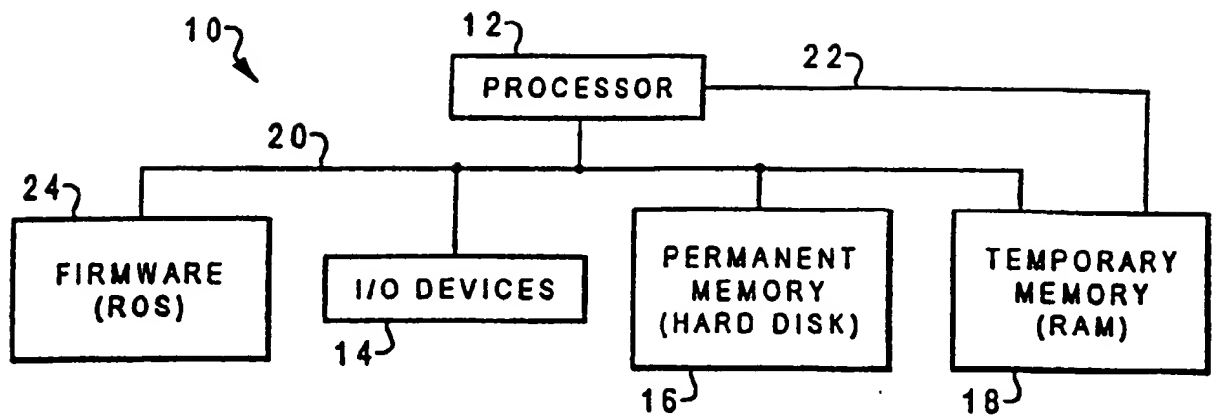 10
12
PROCESSOR
22
20
24
FIRMWARE
(ROS)
I/O DEVICES
14
PERMANENT
MEMORY
(HARD DISK)
16
TEMPORARY
MEMORY
(RAM)
18